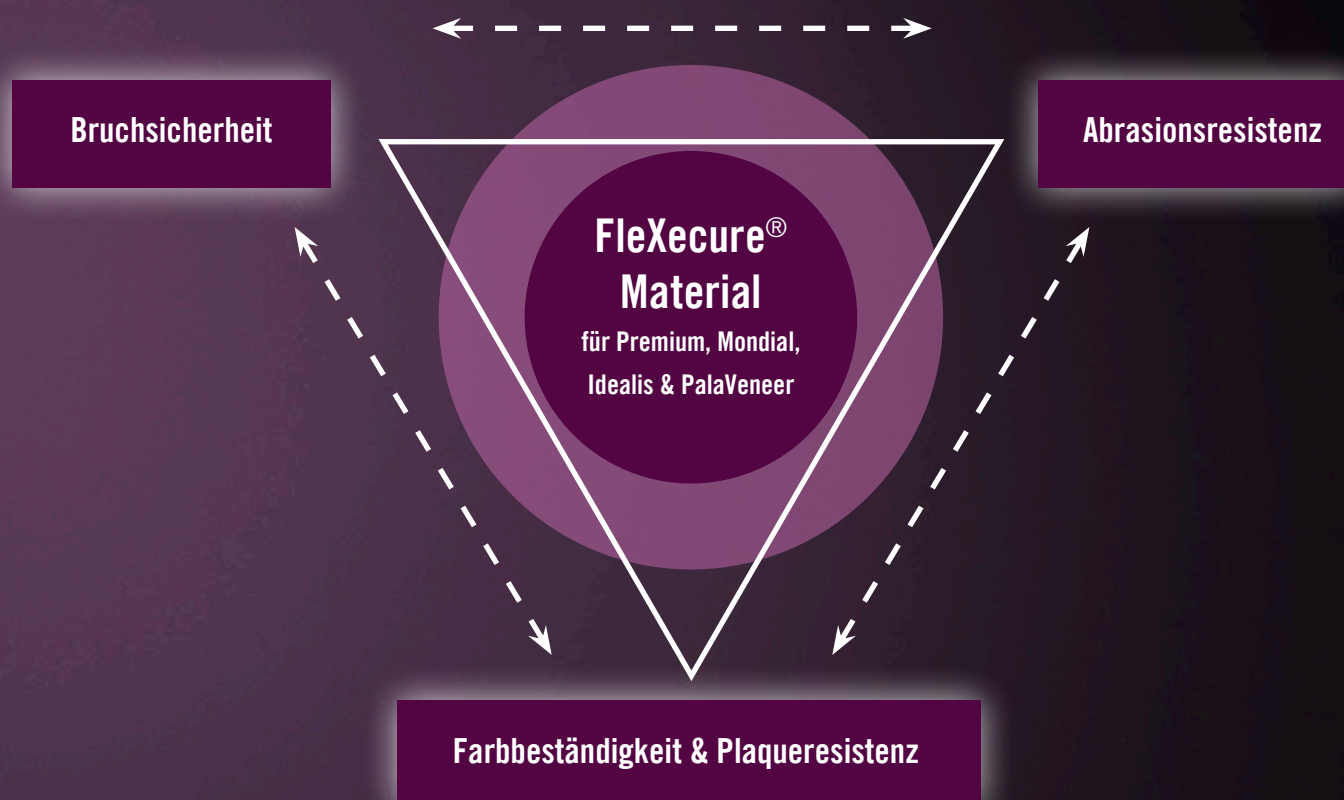 Bruchsicherheit
Abrasionsresistenz
FleXecure®
Material
für Premium, Mondial,
Idealis & PalaVeneer
Farbbeständigkeit & Plaqueresistenz